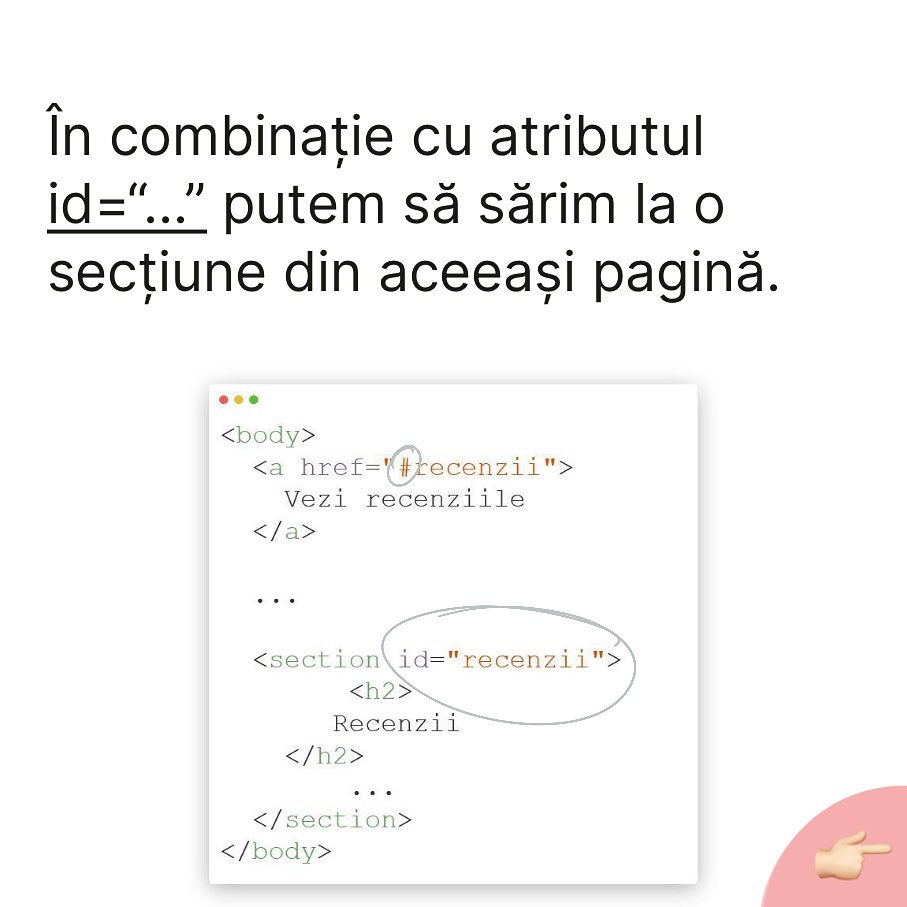 În combinație cu atributul
id=“...” putem să sărim la o
secțiune din aceeași pagină.
<body>
<a href="#recenzii">
Vezi recenziile
</a>
...
<section id="recenzii">
<h2>
Recenzii
</h2>
...
</section>
</body>